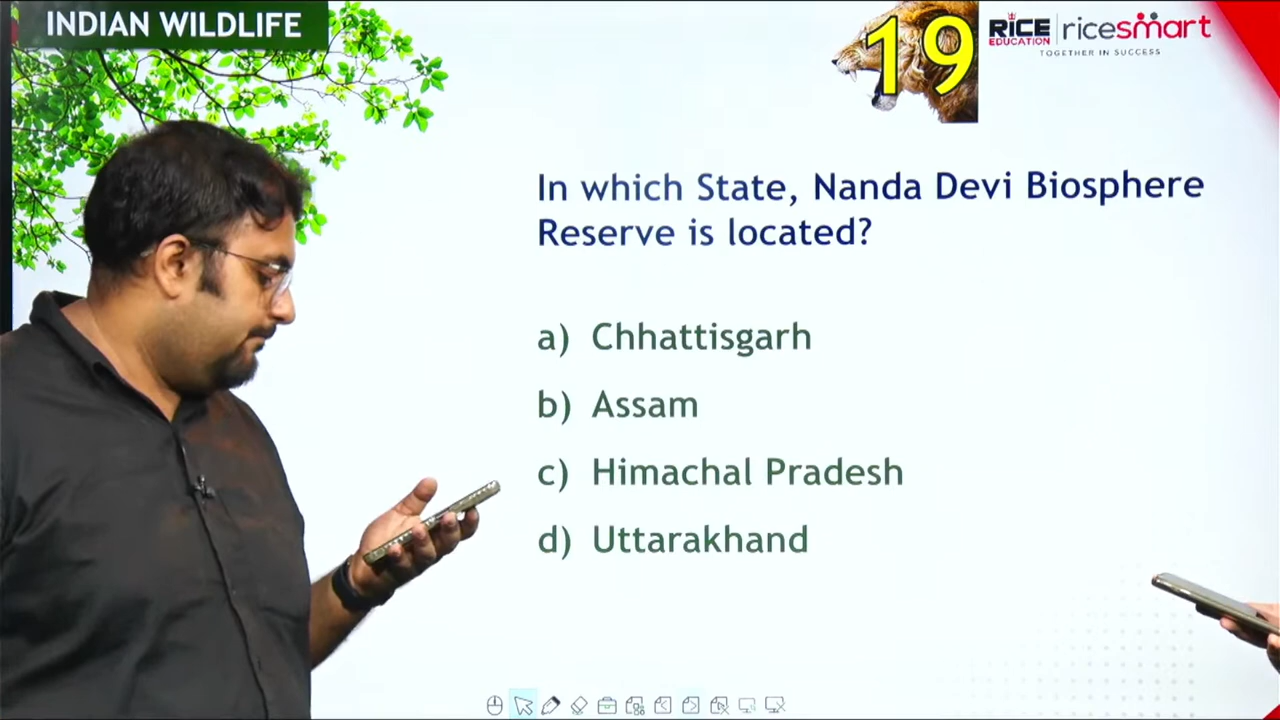 INDIAN WILDLIFE
19
RICE
EDUCATION
ricesmart
TOGETHER IN SUCCESS
In which State, Nanda Devi Biosphere
Reserve is located?
a) Chhattisgarh
b) Assam
c) Himachal Pradesh
d) Uttarakhand